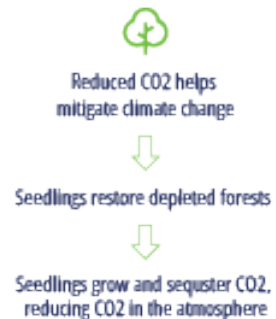 Reduced CO2 helps
mitigate climate change
Seedlings restore depleted forests
Seedlings grow and sequster CO2,
reducing CO2 in the atmosphere